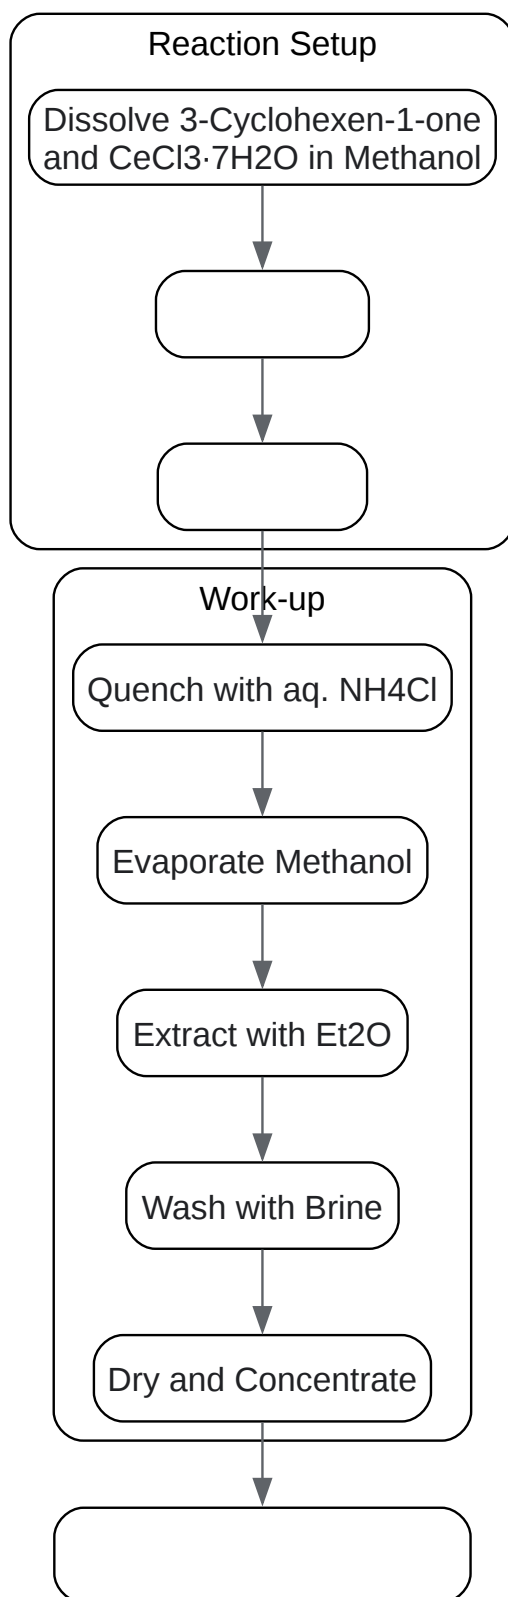 Reaction Setup
Dissolve 3-Cyclohexen-1-one
and CeCl3·7H2O in Methanol
Work-up
Quench with aq. NH4Cl
Evaporate Methanol
Extract with Et2O
Wash with Brine
Dry and Concentrate